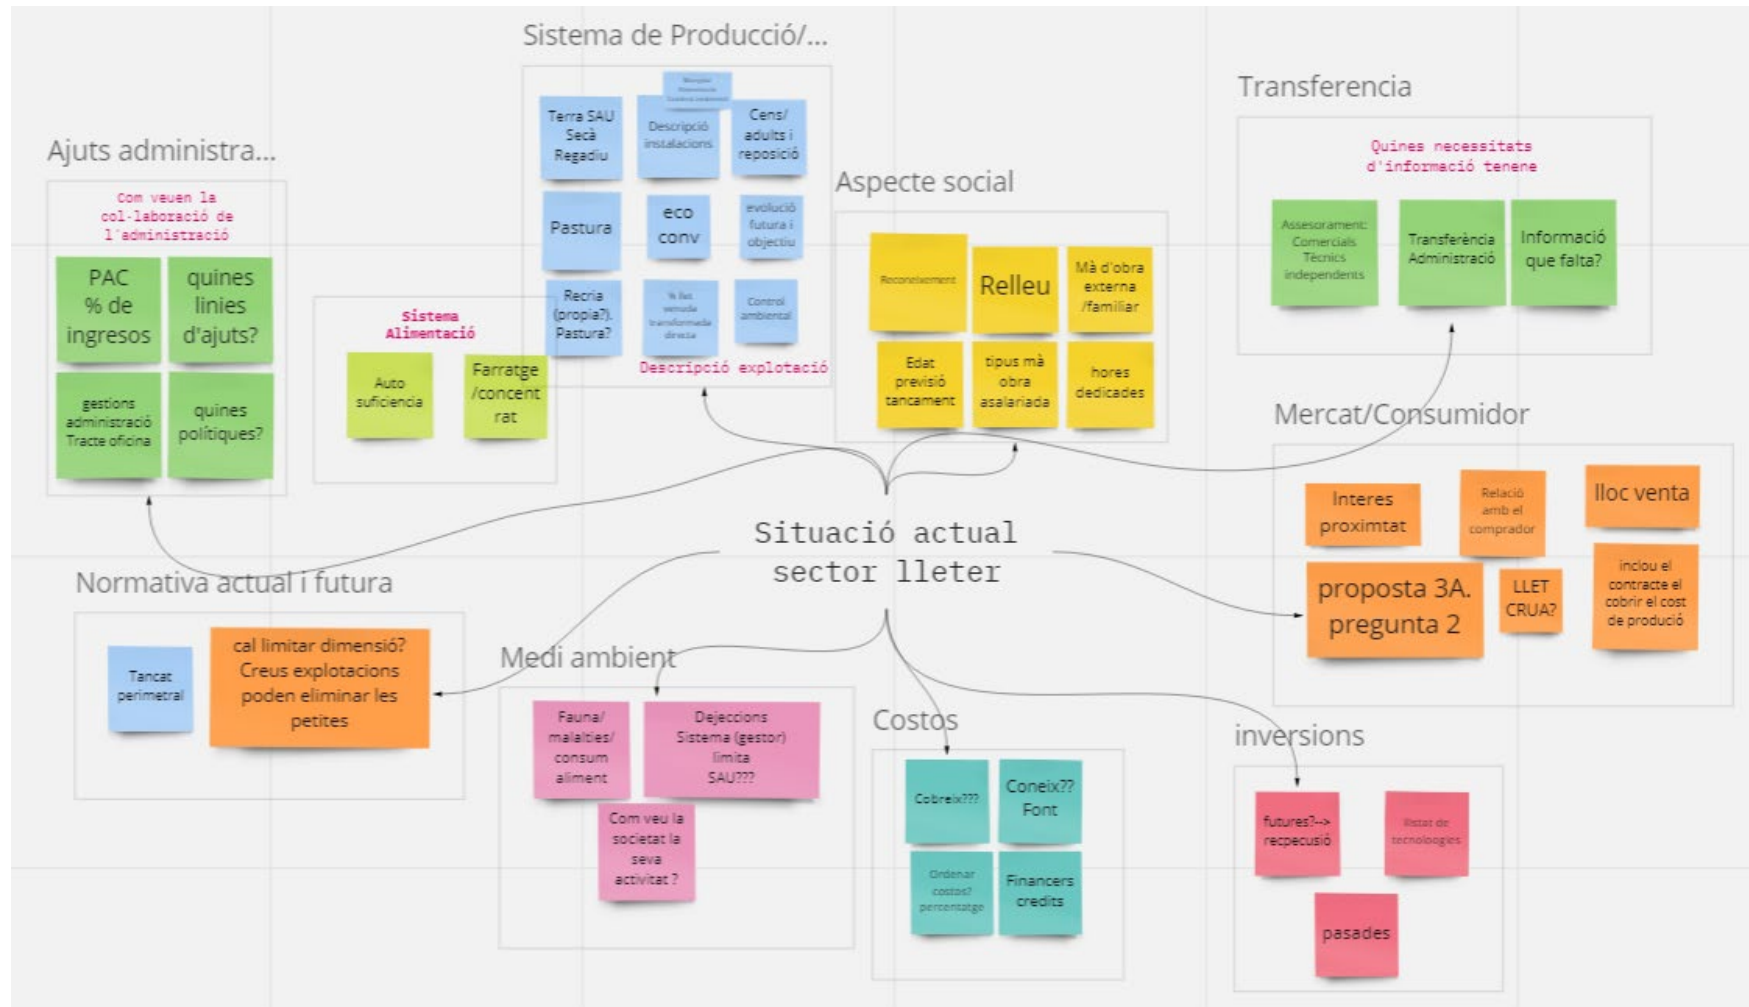 Sistema de Producció/...
Terra SAU
Secà
Regadiu
Descripció
instalacions
Cens/
adults i
reposició
Pastura
eco
conv
evolució
futura i
objectiu
Recria
(propia?).
Pastura?
% llet
venuda
transformada
directa
Control
ambiental
Descripció explotació
Ajuts administra...
Com veuen la
col·laboració de
l'administració
PAC
% de
ingresos
quines
linies
d'ajuts?
gestions
administració
Tracte oficina
quines
polítiques?
Sistema
Alimentació
Auto
suficiencia
Farratge
/concent
rat
Aspecte social
Reconeixement
Relleu
Mà d'obra
externa
/familiar
Edat
previsió
tancament
tipus mà
obra
asalariada
hores
dedicades
Transferencia
Quines necessitats
d'informació tenene
Assesorament:
Comercials
Tècnics
independents
Transferència
Administració
Informació
que falta?
Mercat/Consumidor
Interes
proximtat
Relació
amb el
comprador
lloc venta
proposta 3A.
pregunta 2
LLET
CRUA?
inclou el
contracte el
cobrir el cost
de produció
Situació actual
sector lleter
Normativa actual i futura
Tancat
perimetral
cal limitar dimensió?
Creus explotacions
poden eliminar les
petites
Medi ambient
Fauna/
malalties/
consum
aliment
Dejeccions
Sistema (gestor)
limita
SAU???
Com veu la
societat la
seva
activitat ?
Costos
Cobreix???
Coneix??
Font
Ordenar
costos?
percentatge
Financers
credits
inversions
futures?-->
recpecusió
llistat de
tecnoloogies
pasades